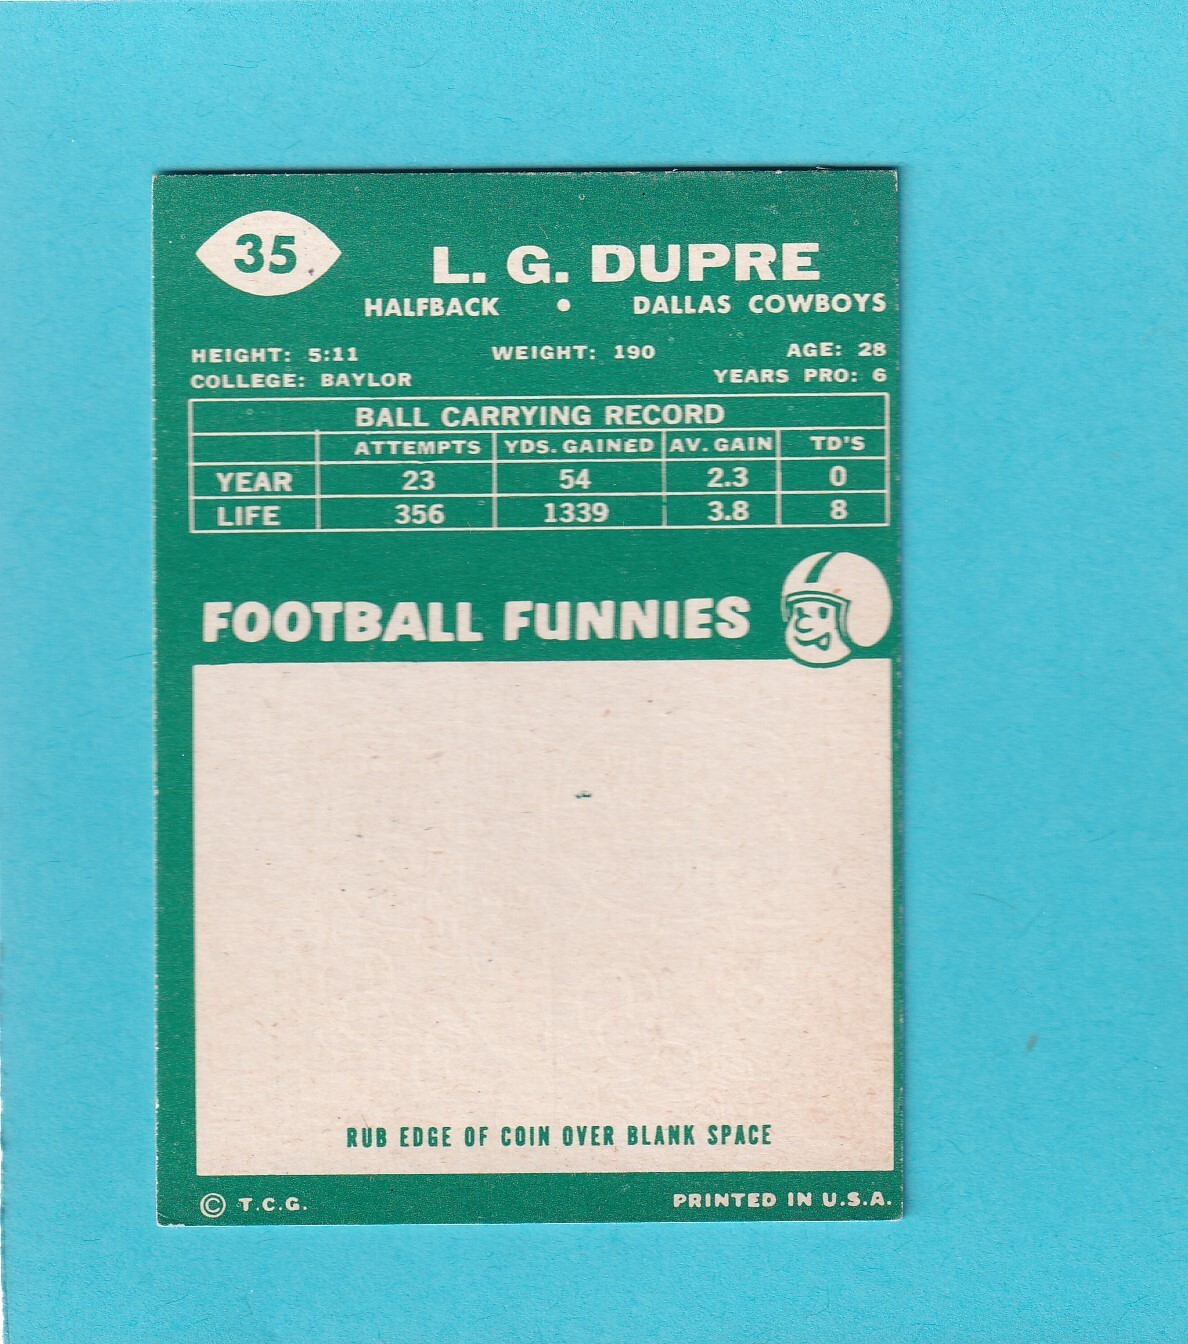 35
L. G. DUPRE
HALFBACK • DALLAS COWBOYS
HEIGHT: 5:11 WEIGHT: 190 AGE: 28
COLLEGE: BAYLOR YEARS PRO: 6
BALL CARRYING RECORD
ATTEMPTS YDS. GAINED AV. GAIN TD'S
YEAR 23 54 2.3 0
LIFE 356 1339 3.8 8
FOOTBALL FUNNIES
RUB EDGE OF COIN OVER BLANK SPACE
© T.C.G. PRINTED IN U.S.A.